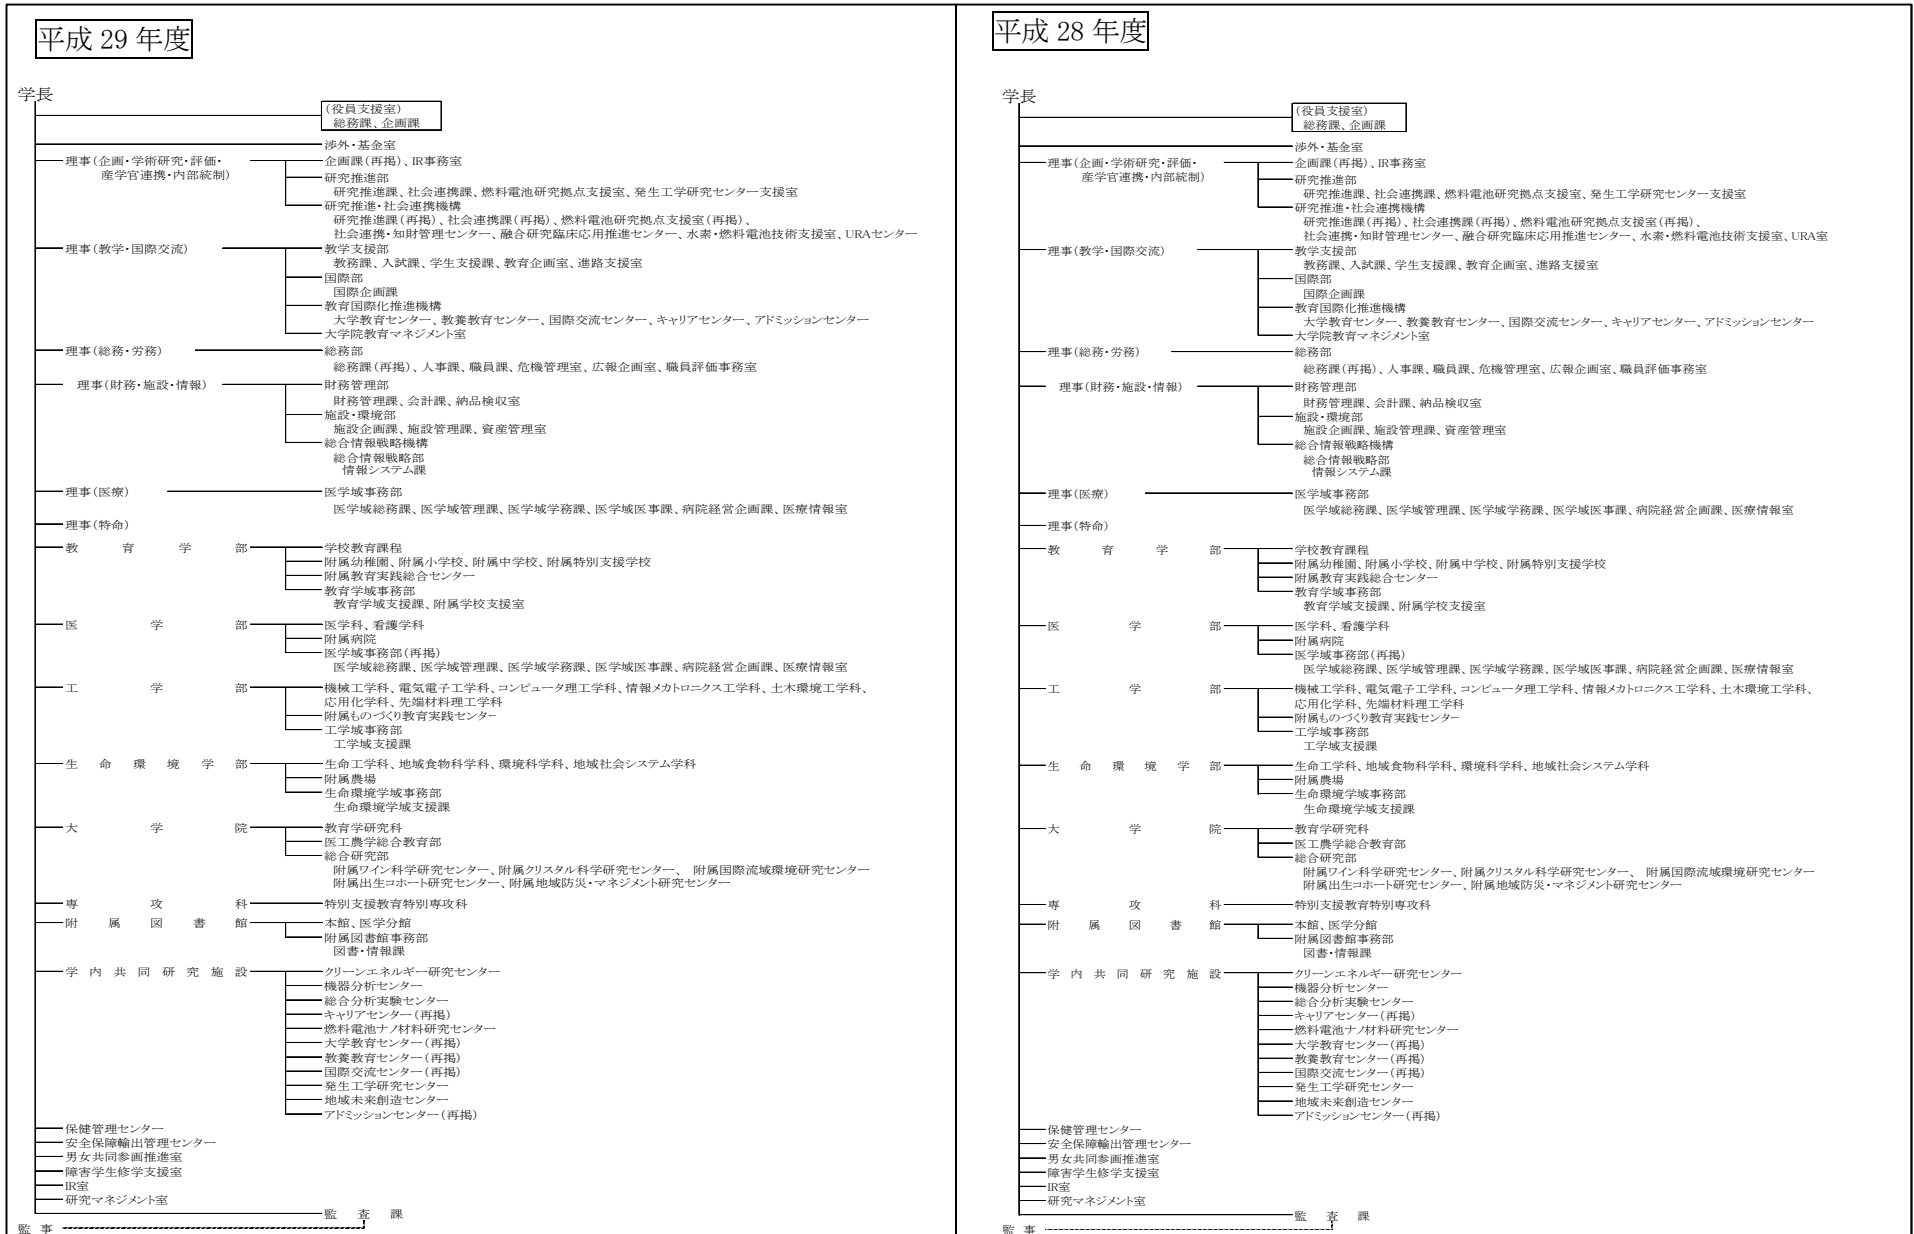 平成 29 年度
学長
(役員支援室)
総務課、企画課
渉外・基金室
理事(企画・学術研究・評価・
産学官連携・内部統制)
企画課(再掲)、IR事務室
研究推進部
研究推進課、社会連携課、燃料電池研究拠点支援室、発生工学研究センター支援室
研究推進・社会連携機構
研究推進課(再掲)、社会連携課(再掲)、燃料電池研究拠点支援室(再掲)、
社会連携・知財管理センター、融合研究臨床応用推進センター、水素・燃料電池技術支援室、URAセンター
理事(教学・国際交流)
教学支援部
教務課、入試課、学生支援課、教育企画室、進路支援室
国際部
国際企画課
教育国際化推進機構
大学教育センター、教養教育センター、国際交流センター、キャリアセンター、アドミッションセンター
大学院教育マネジメント室
理事(総務・労務)
総務部
総務課(再掲)、人事課、職員課、危機管理室、広報企画室、職員評価事務室
理事(財務・施設・情報)
財務管理部
財務管理課、会計課、納品検収室
施設・環境部
施設企画課、施設管理課、資産管理室
総合情報戦略機構
総合情報戦略部
情報システム課
理事(医療)
医学域事務部
医学域総務課、医学域管理課、医学域学務課、医学域医事課、病院経営企画課、医療情報室
理事(特命)
教育学部
学校教育課程
附属幼稚園、附属小学校、附属中学校、附属特別支援学校
附属教育実践総合センター
教育学域事務部
教育学域支援課、附属学校支援室
医学部
医学科、看護学科
附属病院
医学域事務部(再掲)
医学域総務課、医学域管理課、医学域学務課、医学域医事課、病院経営企画課、医療情報室
工学部
機械工学科、電気電子工学科、コンピュータ理工学科、情報メカトロニクス工学科、土木環境工学科、
応用化学科、先端材料理工学科
附属ものづくり教育実践センター
工学域事務部
工学域支援課
生命環境学部
生命工学科、地域食物科学科、環境科学科、地域社会システム学科
附属農場
生命環境学域事務部
生命環境学域支援課
大学院
教育学研究科
医工農学総合教育部
総合研究部
附属ワイン科学研究センター、附属クリスタル科学研究センター、 附属国際流域環境研究センター
附属出生コホート研究センター、附属地域防災・マネジメント研究センター
専攻科
特別支援教育特別専攻科
附属図書館
本館、医学分館
附属図書館事務部
図書・情報課
学内共同研究施設
クリーンエネルギー研究センター
機器分析センター
総合分析実験センター
キャリアセンター(再掲)
燃料電池ナノ材料研究センター
大学教育センター(再掲)
教養教育センター(再掲)
国際交流センター(再掲)
発生工学研究センター
地域未来創造センター
アドミッションセンター(再掲)
保健管理センター
安全保障輸出管理センター
男女共同参画推進室
障害学生修学支援室
IR室
研究マネジメント室
監査課
監事
平成 28 年度
学長
(役員支援室)
総務課、企画課
渉外・基金室
理事(企画・学術研究・評価・
産学官連携・内部統制)
企画課(再掲)、IR事務室
研究推進部
研究推進課、社会連携課、燃料電池研究拠点支援室、発生工学研究センター支援室
研究推進・社会連携機構
研究推進課(再掲)、社会連携課(再掲)、燃料電池研究拠点支援室(再掲)、
社会連携・知財管理センター、融合研究臨床応用推進センター、水素・燃料電池技術支援室、URA室
理事(教学・国際交流)
教学支援部
教務課、入試課、学生支援課、教育企画室、進路支援室
国際部
国際企画課
教育国際化推進機構
大学教育センター、教養教育センター、国際交流センター、キャリアセンター、アドミッションセンター
大学院教育マネジメント室
理事(総務・労務)
総務部
総務課(再掲)、人事課、職員課、危機管理室、広報企画室、職員評価事務室
理事(財務・施設・情報)
財務管理部
財務管理課、会計課、納品検収室
施設・環境部
施設企画課、施設管理課、資産管理室
総合情報戦略機構
総合情報戦略部
情報システム課
理事(医療)
医学域事務部
医学域総務課、医学域管理課、医学域学務課、医学域医事課、病院経営企画課、医療情報室
理事(特命)
教育学部
学校教育課程
附属幼稚園、附属小学校、附属中学校、附属特別支援学校
附属教育実践総合センター
教育学域事務部
教育学域支援課、附属学校支援室
医学部
医学科、看護学科
附属病院
医学域事務部(再掲)
医学域総務課、医学域管理課、医学域学務課、医学域医事課、病院経営企画課、医療情報室
工学部
機械工学科、電気電子工学科、コンピュータ理工学科、情報メカトロニクス工学科、土木環境工学科、
応用化学科、先端材料理工学科
附属ものづくり教育実践センター
工学域事務部
工学域支援課
生命環境学部
生命工学科、地域食物科学科、環境科学科、地域社会システム学科
附属農場
生命環境学域事務部
生命環境学域支援課
大学院
教育学研究科
医工農学総合教育部
総合研究部
附属ワイン科学研究センター、附属クリスタル科学研究センター、 附属国際流域環境研究センター
附属出生コホート研究センター、附属地域防災・マネジメント研究センター
専攻科
特別支援教育特別専攻科
附属図書館
本館、医学分館
附属図書館事務部
図書・情報課
学内共同研究施設
クリーンエネルギー研究センター
機器分析センター
総合分析実験センター
キャリアセンター(再掲)
燃料電池ナノ材料研究センター
大学教育センター(再掲)
教養教育センター(再掲)
国際交流センター(再掲)
発生工学研究センター
地域未来創造センター
アドミッションセンター(再掲)
保健管理センター
安全保障輸出管理センター
男女共同参画推進室
障害学生修学支援室
IR室
研究マネジメント室
監査課
監事